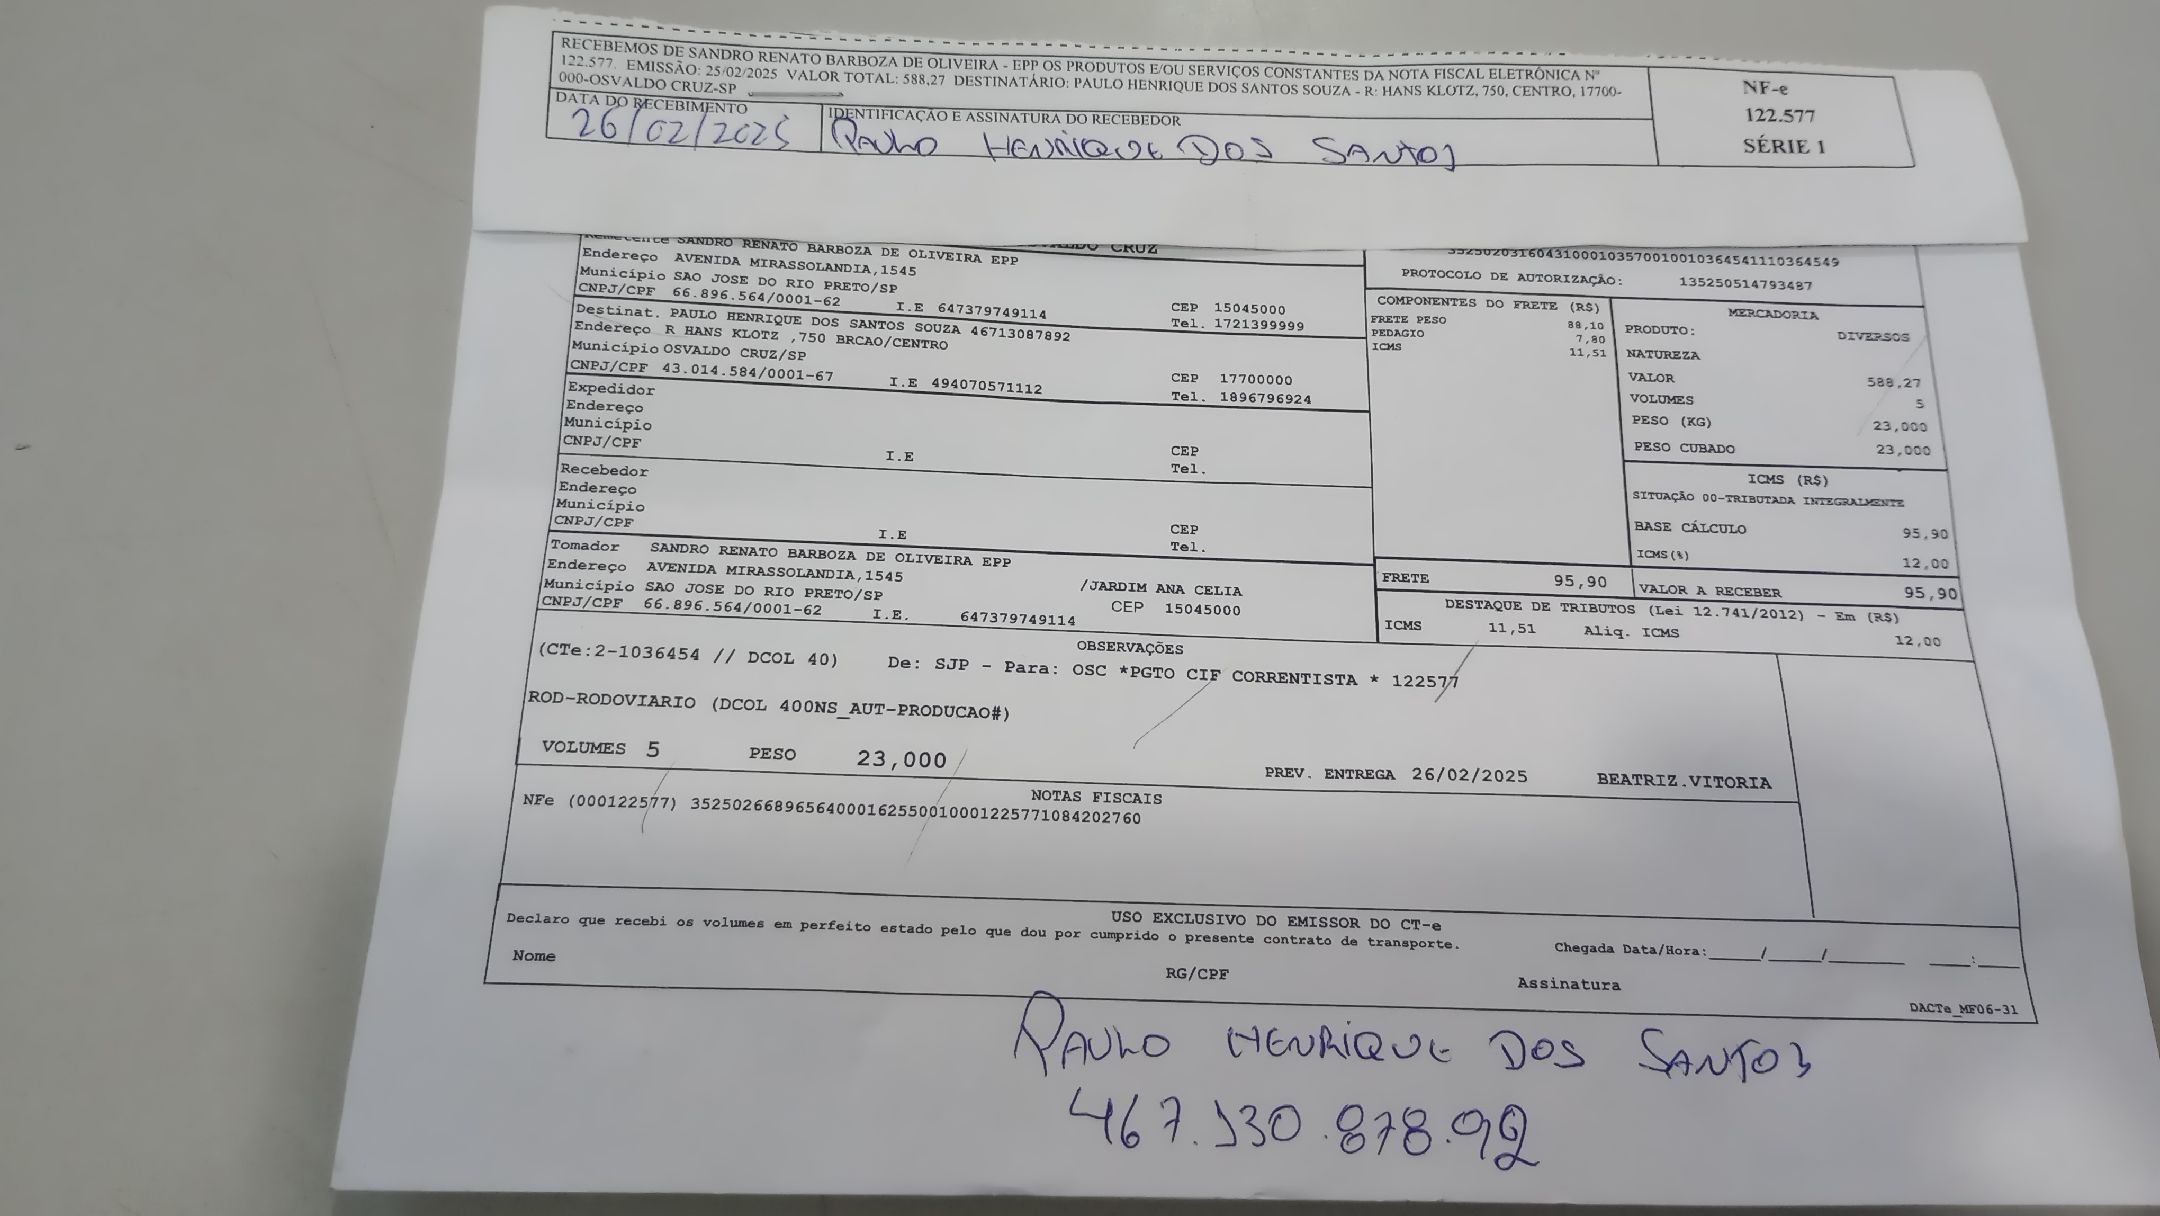 RECEBEMOS DE SANDRO RENATO BARBOZA DE OLIVEIRA - EPP OS PRODUTOS E/OU SERVIÇOS CONSTANTES DA NOTA FISCAL ELETRÔNICA Nº
122.577. EMISSÃO: 25/02/2025 VALOR TOTAL: 588,27 DESTINATÁRIO: PAULO HENRIQUE DOS SANTOS SOUZA - R: HANS KLOTZ, 750, CENTRO, 17700-
000-OSVALDO CRUZ-SP
NF-e
122.577
SÉRIE 1
DATA DO RECEBIMENTO
26/02/2025
IDENTIFICAÇÃO E ASSINATURA DO RECEBEDOR
PAULO HENRIQUE DOS SANTOS
CRUZ
Remetente SANDRO RENATO BARBOZA DE OLIVEIRA EPP
Endereço AVENIDA MIRASSOLANDIA,1545
Município SAO JOSE DO RIO PRETO/SP
CNPJ/CPF 66.896.564/0001-62 I.E 647379749114
CEP 15045000
Tel. 1721399999
Destinat. PAULO HENRIQUE DOS SANTOS SOUZA 46713087892
Endereço R HANS KLOTZ ,750 BRCAO/CENTRO
Município OSVALDO CRUZ/SP
CNPJ/CPF 43.014.584/0001-67 I.E 494070571112
CEP 17700000
Tel. 1896796924
Expedidor
Endereço
Município
CNPJ/CPF I.E
CEP
Tel.
Recebedor
Endereço
Município
CNPJ/CPF I.E
CEP
Tel.
Tomador SANDRO RENATO BARBOZA DE OLIVEIRA EPP
Endereço AVENIDA MIRASSOLANDIA,1545 /JARDIM ANA CELIA
Município SAO JOSE DO RIO PRETO/SP CEP 15045000
CNPJ/CPF 66.896.564/0001-62 I.E. 647379749114
35250203160431000103570010010364541110364549
PROTOCOLO DE AUTORIZAÇÃO: 135250514793487
COMPONENTES DO FRETE (R$)
FRETE PESO 88,10
PEDAGIO 7,80
ICMS 11,51
MERCADORIA
PRODUTO: DIVERSOS
NATUREZA
VALOR 588,27
VOLUMES 5
PESO (KG) 23,000
PESO CUBADO 23,000
ICMS (R$)
SITUAÇÃO 00-TRIBUTADA INTEGRALMENTE
BASE CÁLCULO 95,90
ICMS(%) 12,00
FRETE 95,90 VALOR A RECEBER 95,90
DESTAQUE DE TRIBUTOS (Lei 12.741/2012) - Em (R$)
ICMS 11,51 Aliq. ICMS 12,00
OBSERVAÇÕES
(CTe:2-1036454 // DCOL 40) De: SJP - Para: OSC *PGTO CIF CORRENTISTA * 122577
ROD-RODOVIARIO (DCOL 400NS_AUT-PRODUCAO#)
VOLUMES 5 PESO 23,000 PREV. ENTREGA 26/02/2025 BEATRIZ.VITORIA
NOTAS FISCAIS
NFe (000122577) 35250266896564000162550010001225771084202760
USO EXCLUSIVO DO EMISSOR DO CT-e
Declaro que recebi os volumes em perfeito estado pelo que dou por cumprido o presente contrato de transporte.
Chegada Data/Hora:_____/_____/_______ ____:____
Nome RG/CPF Assinatura
DACTe_MF06-31
PAULO HENRIQUE DOS SANTOS
467.130.878.92